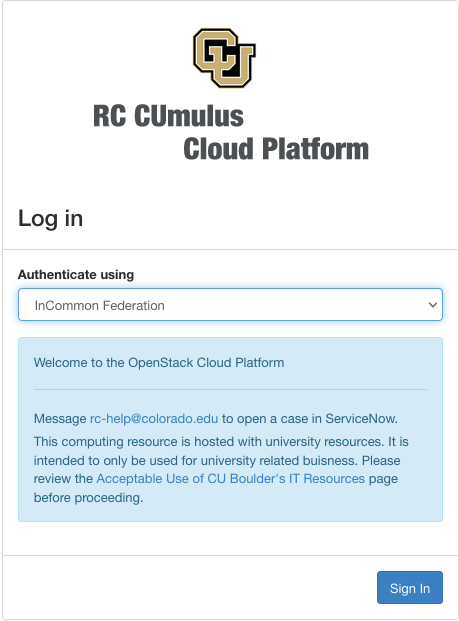 CU
RC CUmulus
Cloud Platform
Log in
Authenticate using
InCommon Federation
Welcome to the OpenStack Cloud Platform
Message rc-help@colorado.edu to open a case in ServiceNow.
This computing resource is hosted with university resources. It is
intended to only be used for university related buisness. Please
review the Acceptable Use of CU Boulder's IT Resources page
before proceeding.
Sign In